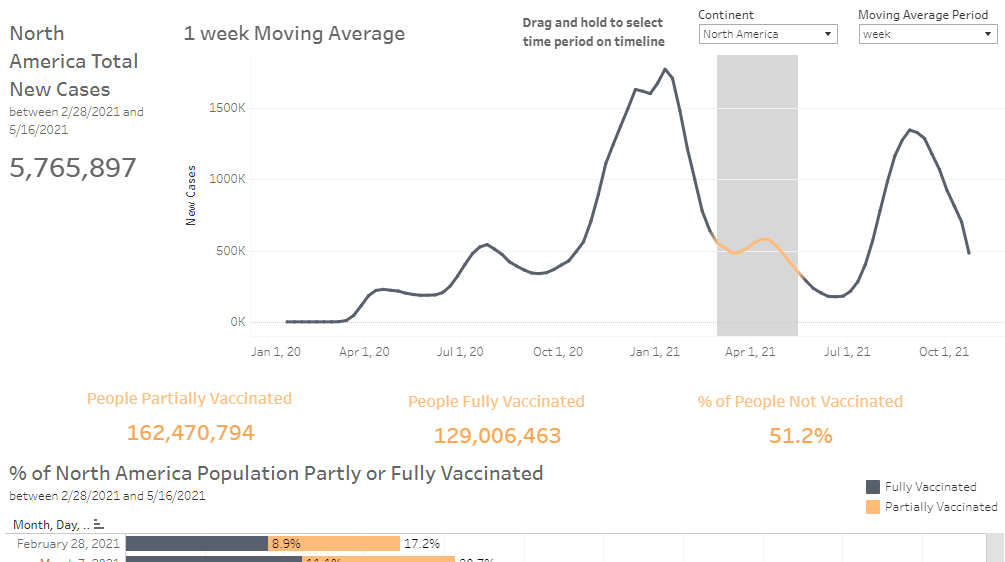 North
America Total
New Cases
between 2/28/2021 and
5/16/2021
5,765,897
1 week Moving Average
Drag and hold to select
time period on timeline
Continent
North America
Moving Average Period
week
New Cases
1500K
1000K
500K
0K
Jan 1, 20
Apr 1, 20
Jul 1, 20
Oct 1, 20
Jan 1, 21
Apr 1, 21
Jul 1, 21
Oct 1, 21
People Partially Vaccinated
162,470,794
People Fully Vaccinated
129,006,463
% of People Not Vaccinated
51.2%
% of North America Population Partly or Fully Vaccinated
between 2/28/2021 and 5/16/2021
Fully Vaccinated
Partially Vaccinated
Month, Day, ..
February 28, 2021
8.9%
17.2%
March 7, 2021
11.1%